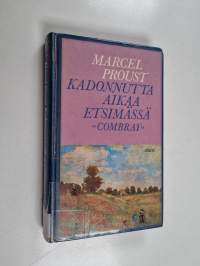 MARCEL
PROUST
KADONNUTTA
AIKAA
ETSIMÄSSÄ
~COMBRAY~